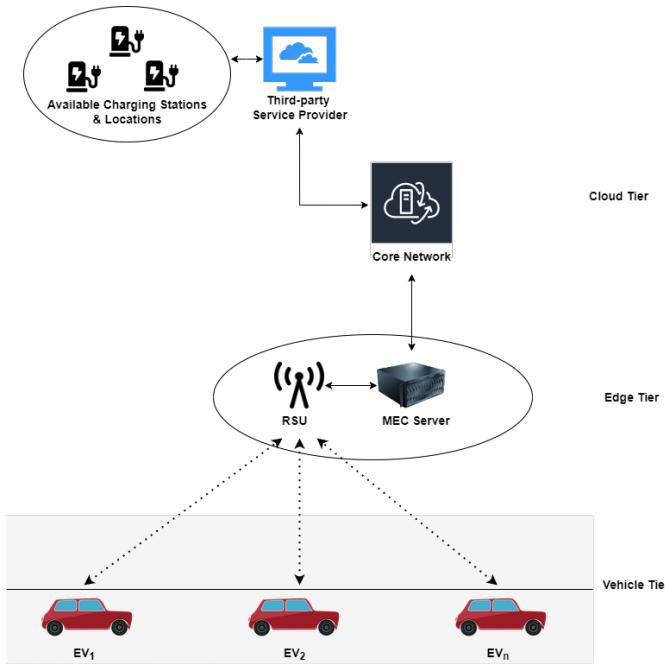 Available Charging Stations
& Locations
Third-party
Service Provider
Cloud Tier
Core Network
Edge Tier
RSU
MEC Server
Vehicle Tie
EV1
EV2
EVn